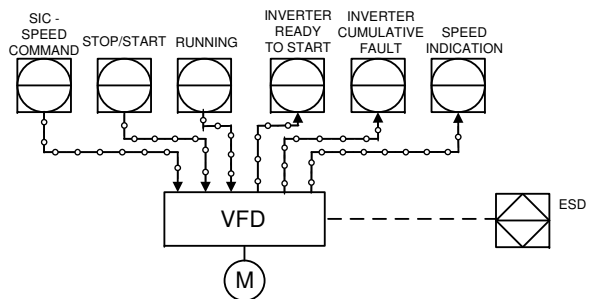 SIC -
SPEED
COMMAND
STOP/START
RUNNING
INVERTER
READY
TO START
INVERTER
CUMULATIVE
FAULT
SPEED
INDICATION
VFD
ESD
M